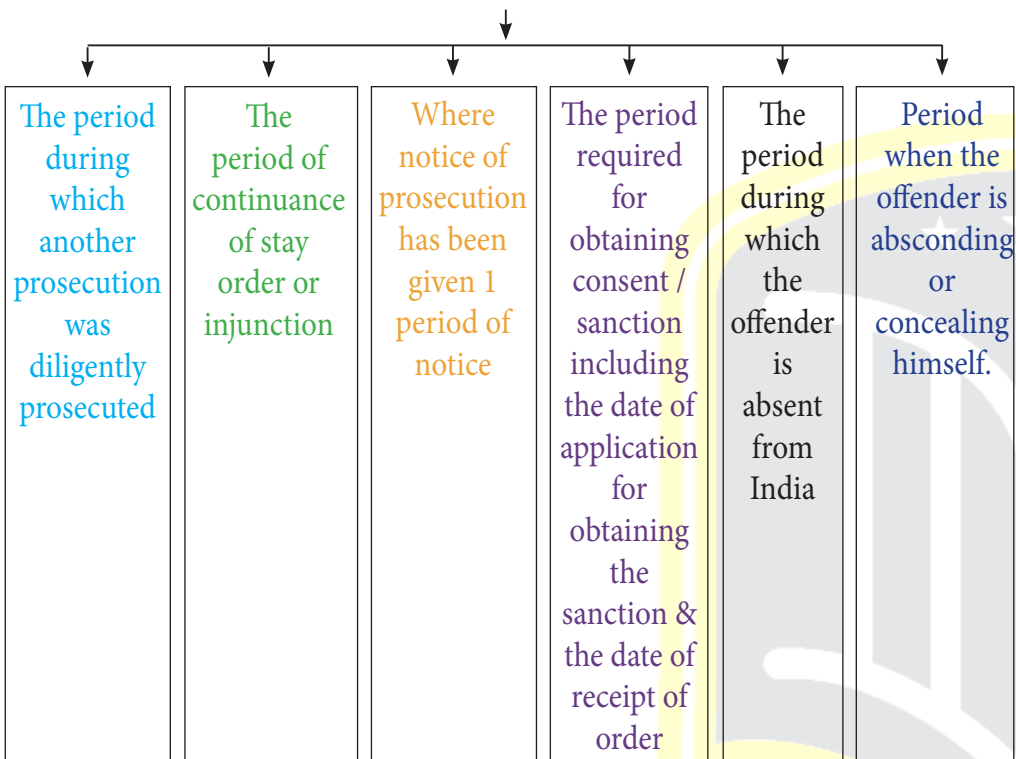 The period
during
which
another
prosecution
was
diligently
prosecuted
The
period of
continuance
of stay
order or
injunction
Where
notice of
prosecution
has been
given 1
period of
notice
The period
required
for
obtaining
consent /
sanction
including
the date of
application
for
obtaining
the
sanction &
the date of
receipt of
order
The
period
during
which
the
offender
is
absent
from
India
Period
when the
offender is
absconding
or
concealing
himself.